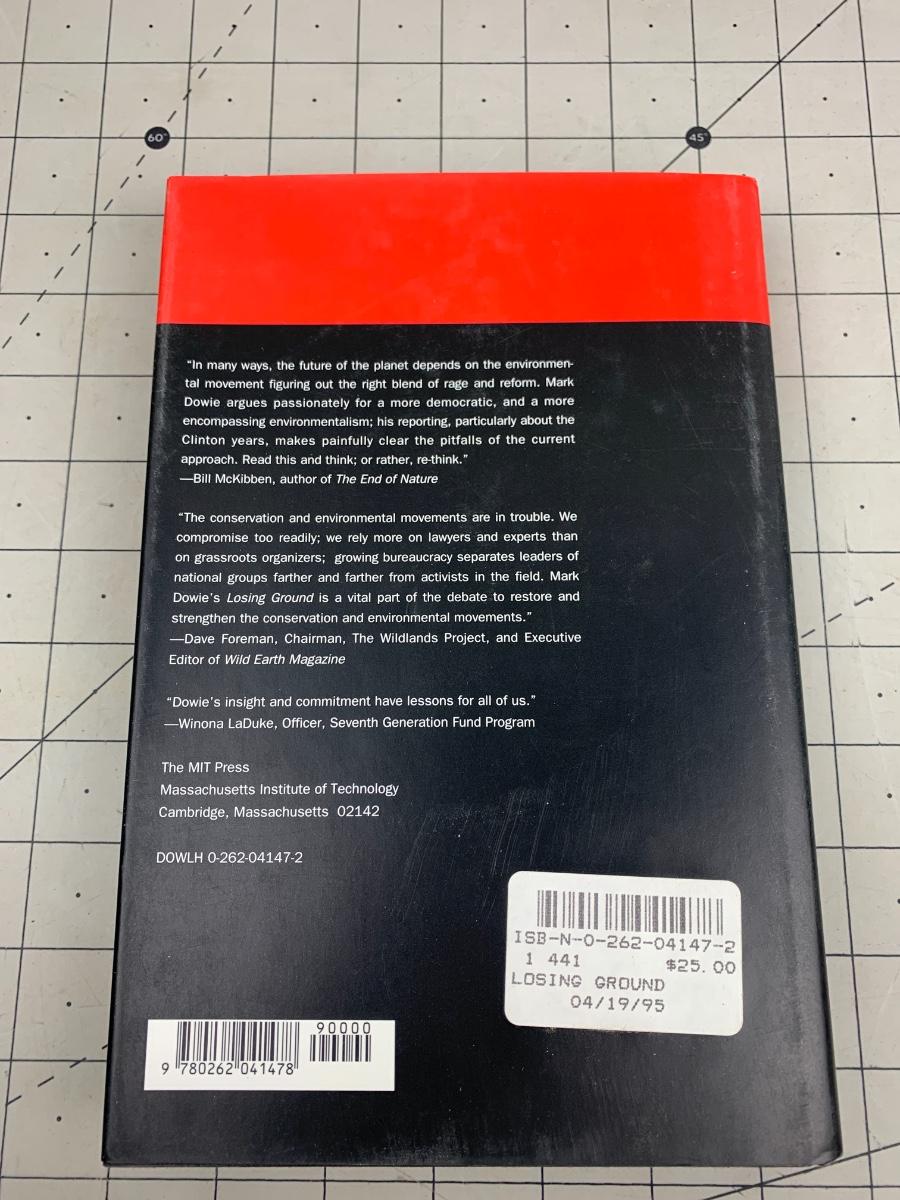 60°
45°
“In many ways, the future of the planet depends on the environmen-
tal movement figuring out the right blend of rage and reform. Mark
Dowie argues passionately for a more democratic, and a more
encompassing environmentalism; his reporting, particularly about the
Clinton years, makes painfully clear the pitfalls of the current
approach. Read this and think; or rather, re-think.”
—Bill McKibben, author of The End of Nature
“The conservation and environmental movements are in trouble. We
compromise too readily; we rely more on lawyers and experts than
on grassroots organizers; growing bureaucracy separates leaders of
national groups farther and farther from activists in the field. Mark
Dowie’s Losing Ground is a vital part of the debate to restore and
strengthen the conservation and environmental movements.”
—Dave Foreman, Chairman, The Wildlands Project, and Executive
Editor of Wild Earth Magazine
“Dowie’s insight and commitment have lessons for all of us.”
—Winona LaDuke, Officer, Seventh Generation Fund Program
The MIT Press
Massachusetts Institute of Technology
Cambridge, Massachusetts 02142
DOWLH 0-262-04147-2
ISB-N-0-262-04147-2
1 441 $25.00
LOSING GROUND
04/19/95
90000
9 780262 041478